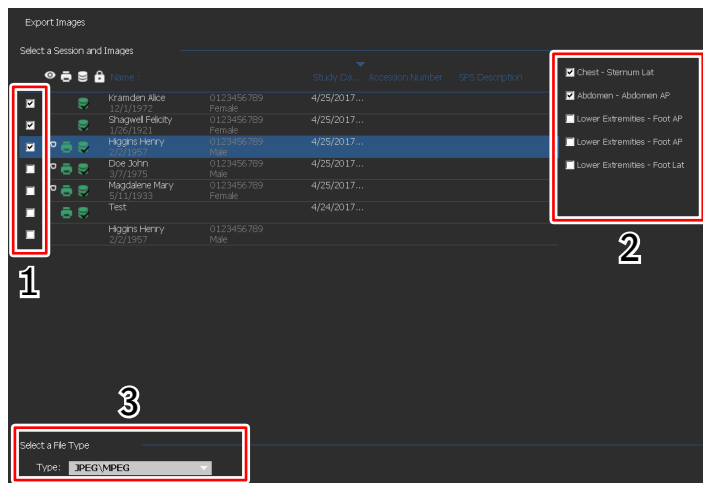 Export Images
Select a Session and Images
Name Study Da... Accession Number SPS Description
Kramden Alice 0123456789 4/25/2017...
12/1/1972 Female
Shagwell Felicity 0123456789 4/25/2017...
1/26/1921 Female
Higgins Henry 0123456789 4/25/2017...
2/2/1957 Male
Doe John 0123456789 4/25/2017...
3/7/1975 Male
Magdalene Mary 0123456789 4/25/2017...
5/11/1933 Female
Test 4/24/2017...
Higgins Henry 0123456789
2/2/1957 Male
1
Chest - Sternum Lat
Abdomen - Abdomen AP
Lower Extremities - Foot AP
Lower Extremities - Foot AP
Lower Extremities - Foot Lat
2
3
Select a File Type
Type: JPEG\MPEG